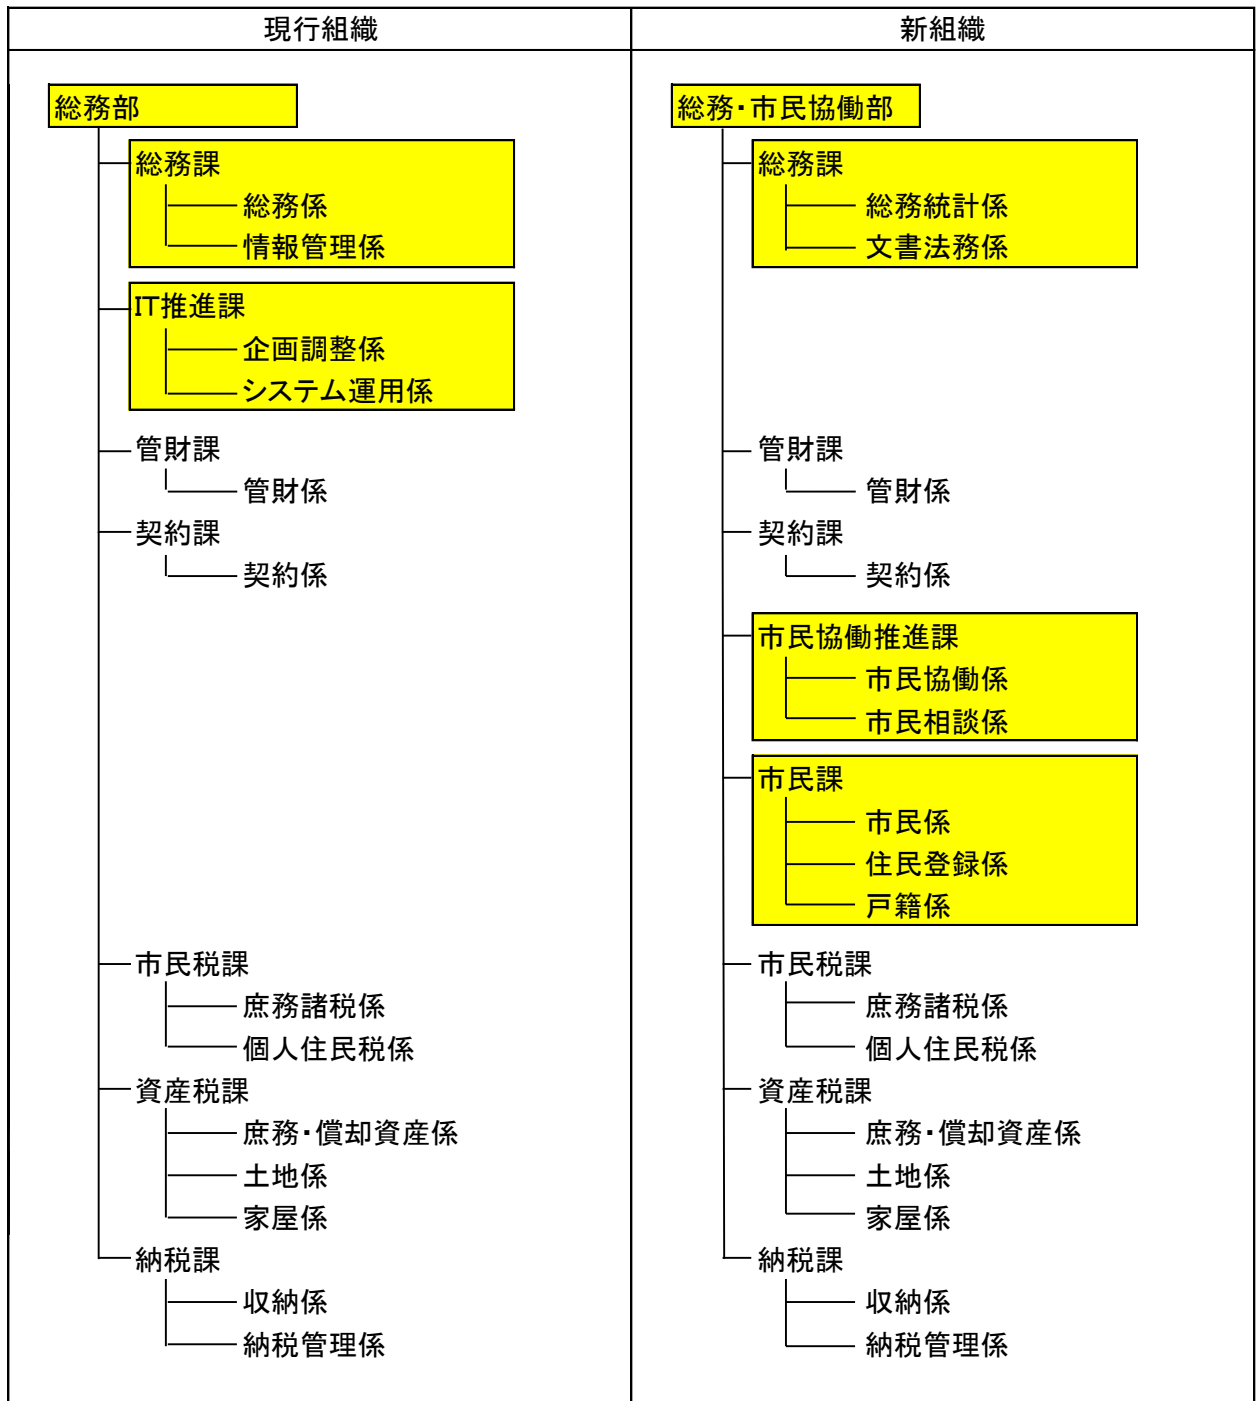 現行組織
総務部
総務課
総務係
情報管理係
IT推進課
企画調整係
システム運用係
管財課
管財係
契約課
契約係
市民税課
庶務諸税係
個人住民税係
資産税課
庶務・償却資産係
土地係
家屋係
納税課
収納係
納税管理係
新組織
総務・市民協働部
総務課
総務統計係
文書法務係
管財課
管財係
契約課
契約係
市民協働推進課
市民協働係
市民相談係
市民課
市民係
住民登録係
戸籍係
市民税課
庶務諸税係
個人住民税係
資産税課
庶務・償却資産係
土地係
家屋係
納税課
収納係
納税管理係